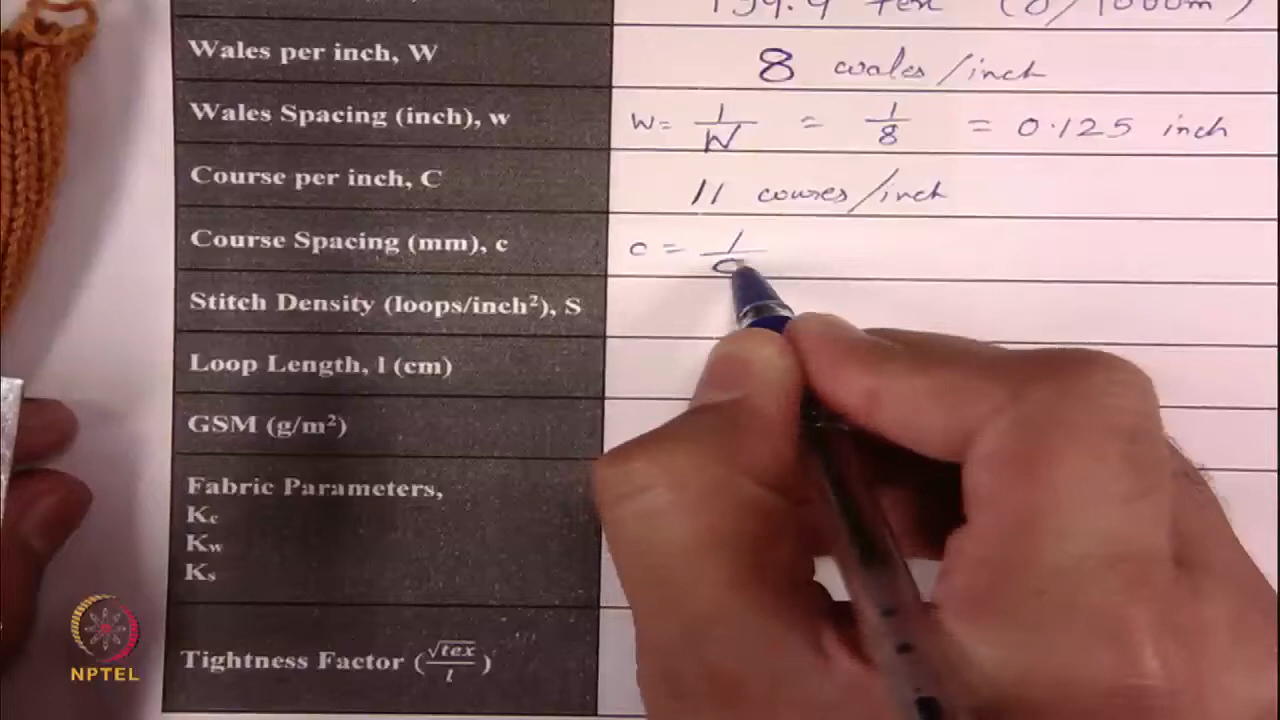 Tex (g/1000m)
Wales per inch, W
8 wales/inch
Wales Spacing (inch), w
w = 1/W = 1/8 = 0.125 inch
Course per inch, C
11 courses/inch
Course Spacing (mm), c
c = 1/C
Stitch Density (loops/inch²), S
Loop Length, l (cm)
GSM (g/m²)
Fabric Parameters,
Kc
Kw
Ks
Tightness Factor (√tex/l)
NPTEL